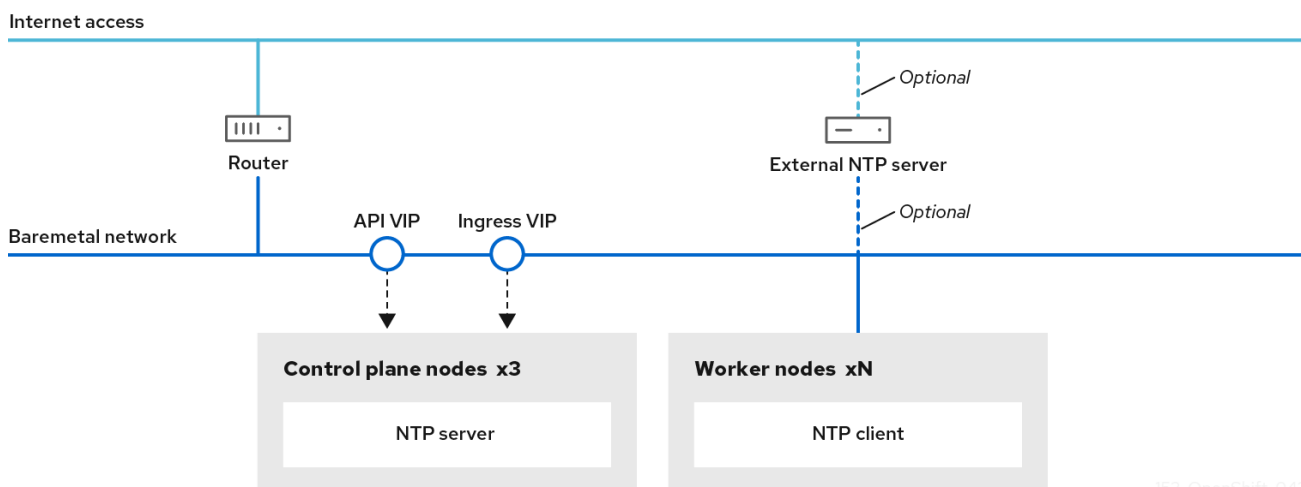 Internet access
Optional
Router
External NTP server
API VIP
Ingress VIP
Optional
Baremetal network
Control plane nodes x3
Worker nodes xN
NTP server
NTP client